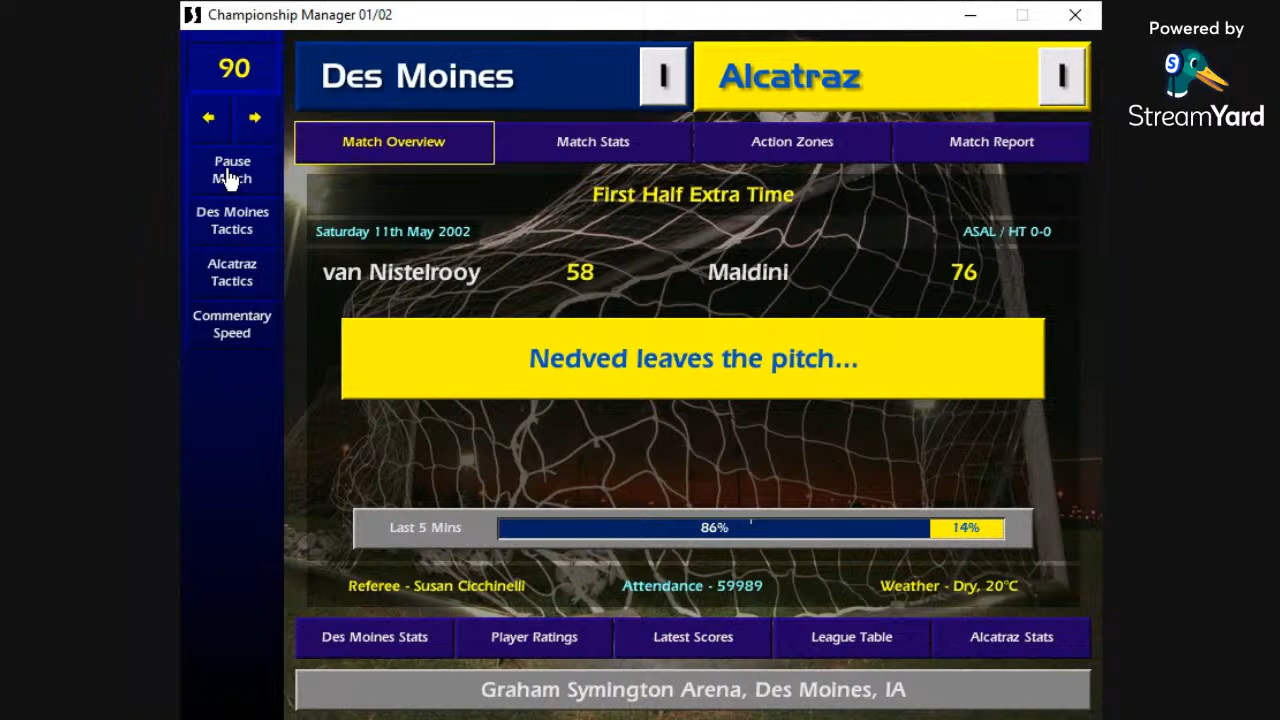 Championship Manager 01/02
Powered by
StreamYard
90
Des Moines 1
Alcatraz 1
Pause
Match
Des Moines
Tactics
Alcatraz
Tactics
Commentary
Speed
Match Overview
Match Stats
Action Zones
Match Report
First Half Extra Time
Saturday 11th May 2002
ASAL / HT 0-0
van Nistelrooy 58
Maldini 76
Nedved leaves the pitch...
Last 5 Mins
86%
14%
Referee - Susan Cicchinelli
Attendance - 59989
Weather - Dry, 20°C
Des Moines Stats
Player Ratings
Latest Scores
League Table
Alcatraz Stats
Graham Symington Arena, Des Moines, IA